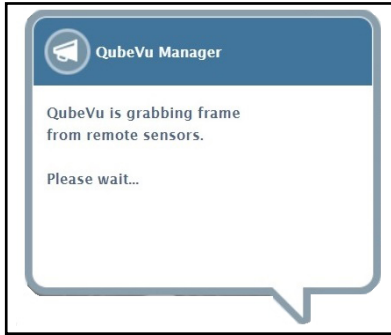 QubeVu Manager
QubeVu is grabbing frame
from remote sensors.
Please wait...